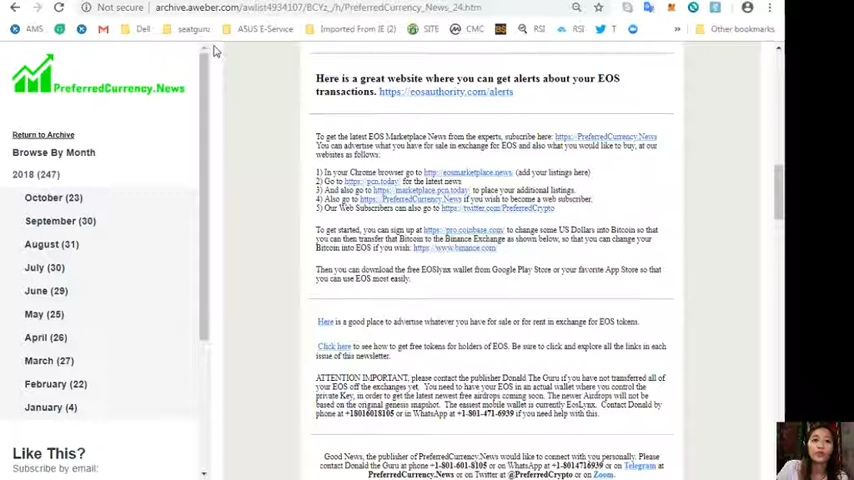 Not secure | archive.aweber.com/awlist4934107/BCYz_/h/PreferredCurrency_News_24.htm
AMS
Dell
seatguru
ASUS E-Service
Imported From IE (2)
SITE
CMC
RSI
RSI
T
Other bookmarks
PreferredCurrency.News
Return to Archive
Browse By Month
2018 (247)
October (23)
September (30)
August (31)
July (30)
June (29)
May (25)
April (26)
March (27)
February (22)
January (4)
Like This?
Subscribe by email:
Here is a great website where you can get alerts about your EOS
transactions. https://eosauthority.com/alerts
To get the latest EOS Marketplace News from the experts, subscribe here: https://PreferredCurrency.News
You can advertise what you have for sale in exchange for EOS and also what you would like to buy, at our
websites as follows:
1) In your Chrome browser go to http://eosmarketplace.news/ (add your listings here)
2) Go to https://pcn.today/ for the latest news
3) And also go to https://marketplace.pcn.today/ to place your additional listings.
4) Also go to https://PreferredCurrency.News if you wish to become a web subscriber.
5) Our Web Subscribers can also go to https://twitter.com/PreferredCrypto
To get started, you can sign up at https://pro.coinbase.com/ to change some US Dollars into Bitcoin so that
you can then transfer that Bitcoin to the Binance Exchange as shown below, so that you can change your
Bitcoin into EOS if you wish: https://www.binance.com/
Then you can download the free EOSlynx wallet from Google Play Store or your favorite App Store so that
you can use EOS most easily.
Here is a good place to advertise whatever you have for sale or for rent in exchange for EOS tokens.
Click here to see how to get free tokens for holders of EOS. Be sure to click and explore all the links in each
issue of this newsletter.
ATTENTION IMPORTANT, please contact the publisher Donald The Guru if you have not transferred all of
your EOS off the exchanges yet. You need to have your EOS in an actual wallet where you control the
private Key, in order to get the latest newest free airdrops coming soon. The newer Airdrops will not be
based on the original genesis snapshot. The easiest mobile wallet is currently EosLynx. Contact Donald by
phone at +18016018105 or in WhatsApp at +1-801-471-6939 if you need help with this.
Good News, the publisher of PreferredCurrency.News would like to connect with you personally. Please
contact Donald the Guru at phone +1-801-601-8105 or on WhatsApp at +1-8014716939 or in Telegram at
PreferredCurrency.News or on Twitter at @PreferredCrypto or on Zoom.